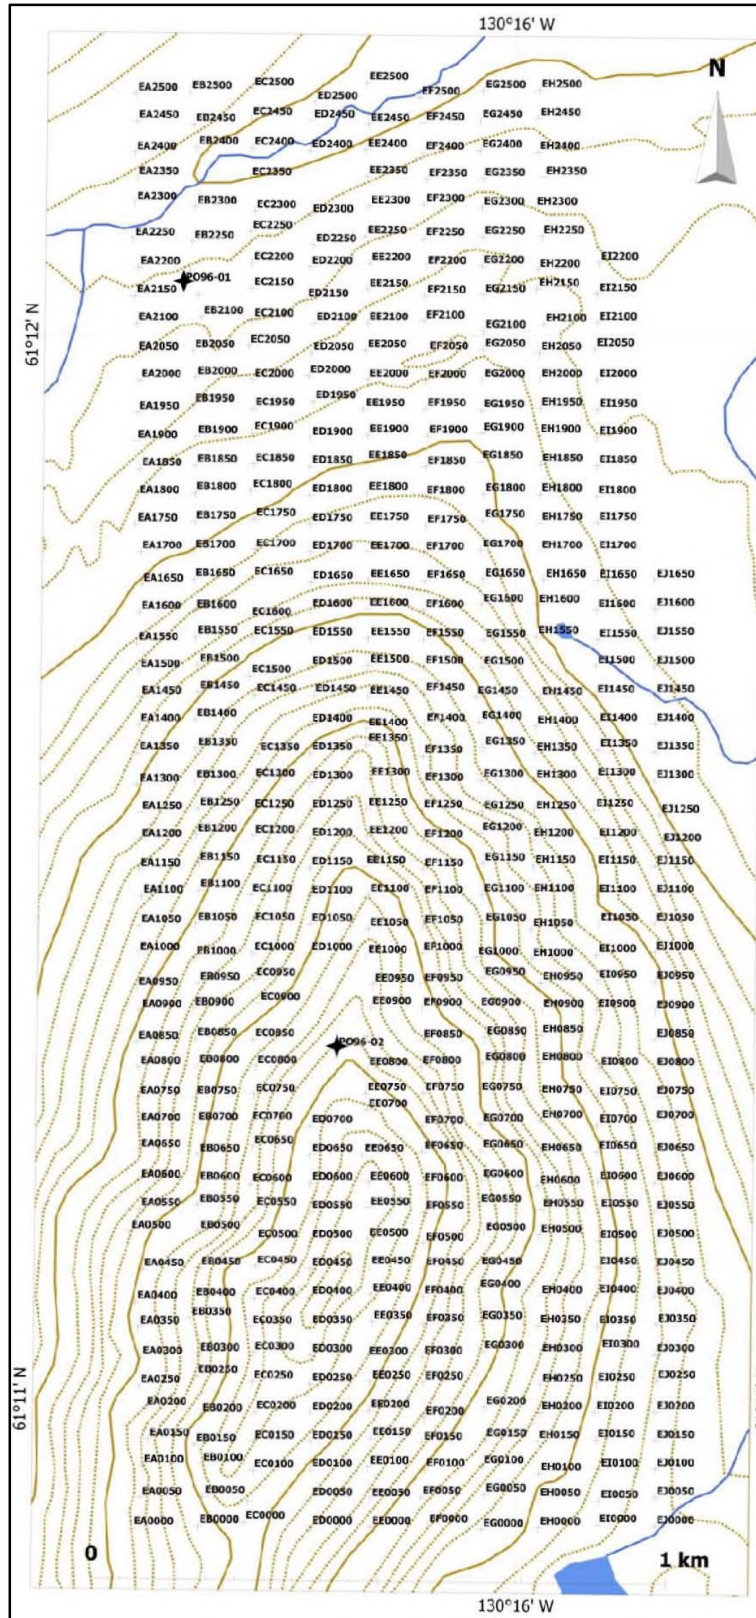 130°16' W
N
EA2500 EB2500 EC2500 ED2500 EE2500 EF2500 EG2500 EH2500
EA2450 EB2450 EC2450 ED2450 EE2450 EF2450 EG2450 EH2450
EA2400 EB2400 EC2400 ED2400 EE2400 EF2400 EG2400 EH2400
EA2350 EC2350 EE2350 EF2350 EG2350 EH2350
EA2300 EB2300 EC2300 ED2300 EE2300 EF2300 EG2300 EH2300
EA2250 EB2250 EC2250 ED2250 EE2250 EF2250 EG2250 EH2250
EA2200 EC2200 ED2200 EE2200 EF2200 EG2200 EH2200 EI2200
PO96-01
EA2150 EC2150 ED2150 EE2150 EF2150 EG2150 EH2150 EI2150
EA2100 EB2100 EC2100 ED2100 EE2100 EF2100 EG2100 EH2100 EI2100
61°12' N
EA2050 EB2050 EC2050 ED2050 EE2050 EF2050 EG2050 EH2050 EI2050
EA2000 EB2000 EC2000 ED2000 EE2000 EF2000 EG2000 EH2000 EI2000
EA1950 EB1950 EC1950 ED1950 EE1950 EF1950 EG1950 EH1950 EI1950
EA1900 EB1900 EC1900 ED1900 EE1900 EF1900 EG1900 EH1900 EI1900
EA1850 EB1850 EC1850 ED1850 EE1850 EF1850 EG1850 EH1850 EI1850
EA1800 EB1800 EC1800 ED1800 EE1800 EF1800 EG1800 EH1800 EI1800
EA1750 EB1750 EC1750 ED1750 EE1750 EF1750 EG1750 EH1750 EI1750
EA1700 EB1700 EC1700 ED1700 EE1700 EF1700 EG1700 EH1700 EI1700
EA1650 EB1650 EC1650 ED1650 EE1650 EF1650 EG1650 EH1650 EI1650 EJ1650
EA1600 EB1600 EC1600 ED1600 EE1600 EF1600 EG1600 EH1600 EI1600 EJ1600
EA1550 EB1550 EC1550 ED1550 EE1550 EF1550 EG1550 EH1550 EI1550 EJ1550
EA1500 EB1500 EC1500 ED1500 EE1500 EF1500 EG1500 EI1500 EJ1500
EA1450 EB1450 EC1450 ED1450 EE1450 EF1450 EG1450 EH1450 EI1450 EJ1450
EA1400 EB1400 ED1400 EE1400 EF1400 EG1400 EH1400 EI1400 EJ1400
EA1350 EB1350 EC1350 ED1350 EE1350 EF1350 EG1350 EH1350 EI1350 EJ1350
EA1300 EB1300 EC1300 ED1300 EE1300 EF1300 EG1300 EH1300 EI1300 EJ1300
EA1250 EB1250 EC1250 ED1250 EE1250 EF1250 EG1250 EH1250 EI1250 EJ1250
EA1200 EB1200 EC1200 ED1200 EE1200 EF1200 EG1200 EH1200 EI1200 EJ1200
EA1150 EB1150 EC1150 ED1150 EE1150 EF1150 EG1150 EH1150 EI1150 EJ1150
EA1100 EB1100 EC1100 ED1100 EE1100 EF1100 EG1100 EH1100 EI1100 EJ1100
EA1050 EB1050 EC1050 ED1050 EE1050 EF1050 EG1050 EH1050 EI1050 EJ1050
EA1000 EB1000 EC1000 ED1000 EE1000 EF1000 EG1000 EH1000 EI1000 EJ1000
EA0950 EB0950 EC0950 EE0950 EF0950 EG0950 EH0950 EI0950 EJ0950
EA0900 EB0900 EC0900 EE0900 EF0900 EG0900 EH0900 EI0900 EJ0900
EA0850 EB0850 EC0850 EF0850 EG0850 EH0850 EJ0850
PO96-02
EA0800 EB0800 EC0800 EE0800 EF0800 EG0800 EH0800 EI0800 EJ0800
EA0750 EB0750 EC0750 EE0750 EF0750 EG0750 EH0750 EI0750 EJ0750
EA0700 EB0700 EC0700 ED0700 EE0700 EF0700 EG0700 EH0700 EI0700 EJ0700
EA0650 EB0650 EC0650 ED0650 EE0650 EF0650 EG0650 EH0650 EI0650 EJ0650
EA0600 EB0600 EC0600 ED0600 EE0600 EF0600 EG0600 EH0600 EI0600 EJ0600
EA0550 EB0550 EC0550 ED0550 EE0550 EF0550 EG0550 EH0550 EI0550 EJ0550
EA0500 EB0500 EC0500 ED0500 EE0500 EF0500 EG0500 EH0500 EI0500 EJ0500
EA0450 EB0450 EC0450 ED0450 EE0450 EF0450 EG0450 EI0450 EJ0450
EA0400 EB0400 EC0400 ED0400 EE0400 EF0400 EG0400 EH0400 EI0400 EJ0400
EA0350 EB0350 EC0350 ED0350 EE0350 EF0350 EG0350 EH0350 EI0350 EJ0350
EA0300 EB0300 EC0300 ED0300 EE0300 EF0300 EG0300 EH0300 EI0300 EJ0300
61°11' N
EA0250 EB0250 EC0250 ED0250 EE0250 EF0250 EH0250 EI0250 EJ0250
EA0200 EB0200 EC0200 ED0200 EE0200 EF0200 EG0200 EH0200 EI0200 EJ0200
EA0150 EB0150 EC0150 ED0150 EE0150 EF0150 EG0150 EH0150 EI0150 EJ0150
EA0100 EB0100 EC0100 ED0100 EE0100 EF0100 EG0100 EH0100 EI0100 EJ0100
EA0050 EB0050 ED0050 EE0050 EF0050 EG0050 EH0050 EI0050 EJ0050
EA0000 EB0000 EC0000 ED0000 EE0000 EF0000 EG0000 EH0000 EI0000 EJ0000
0 1 km
130°16' W